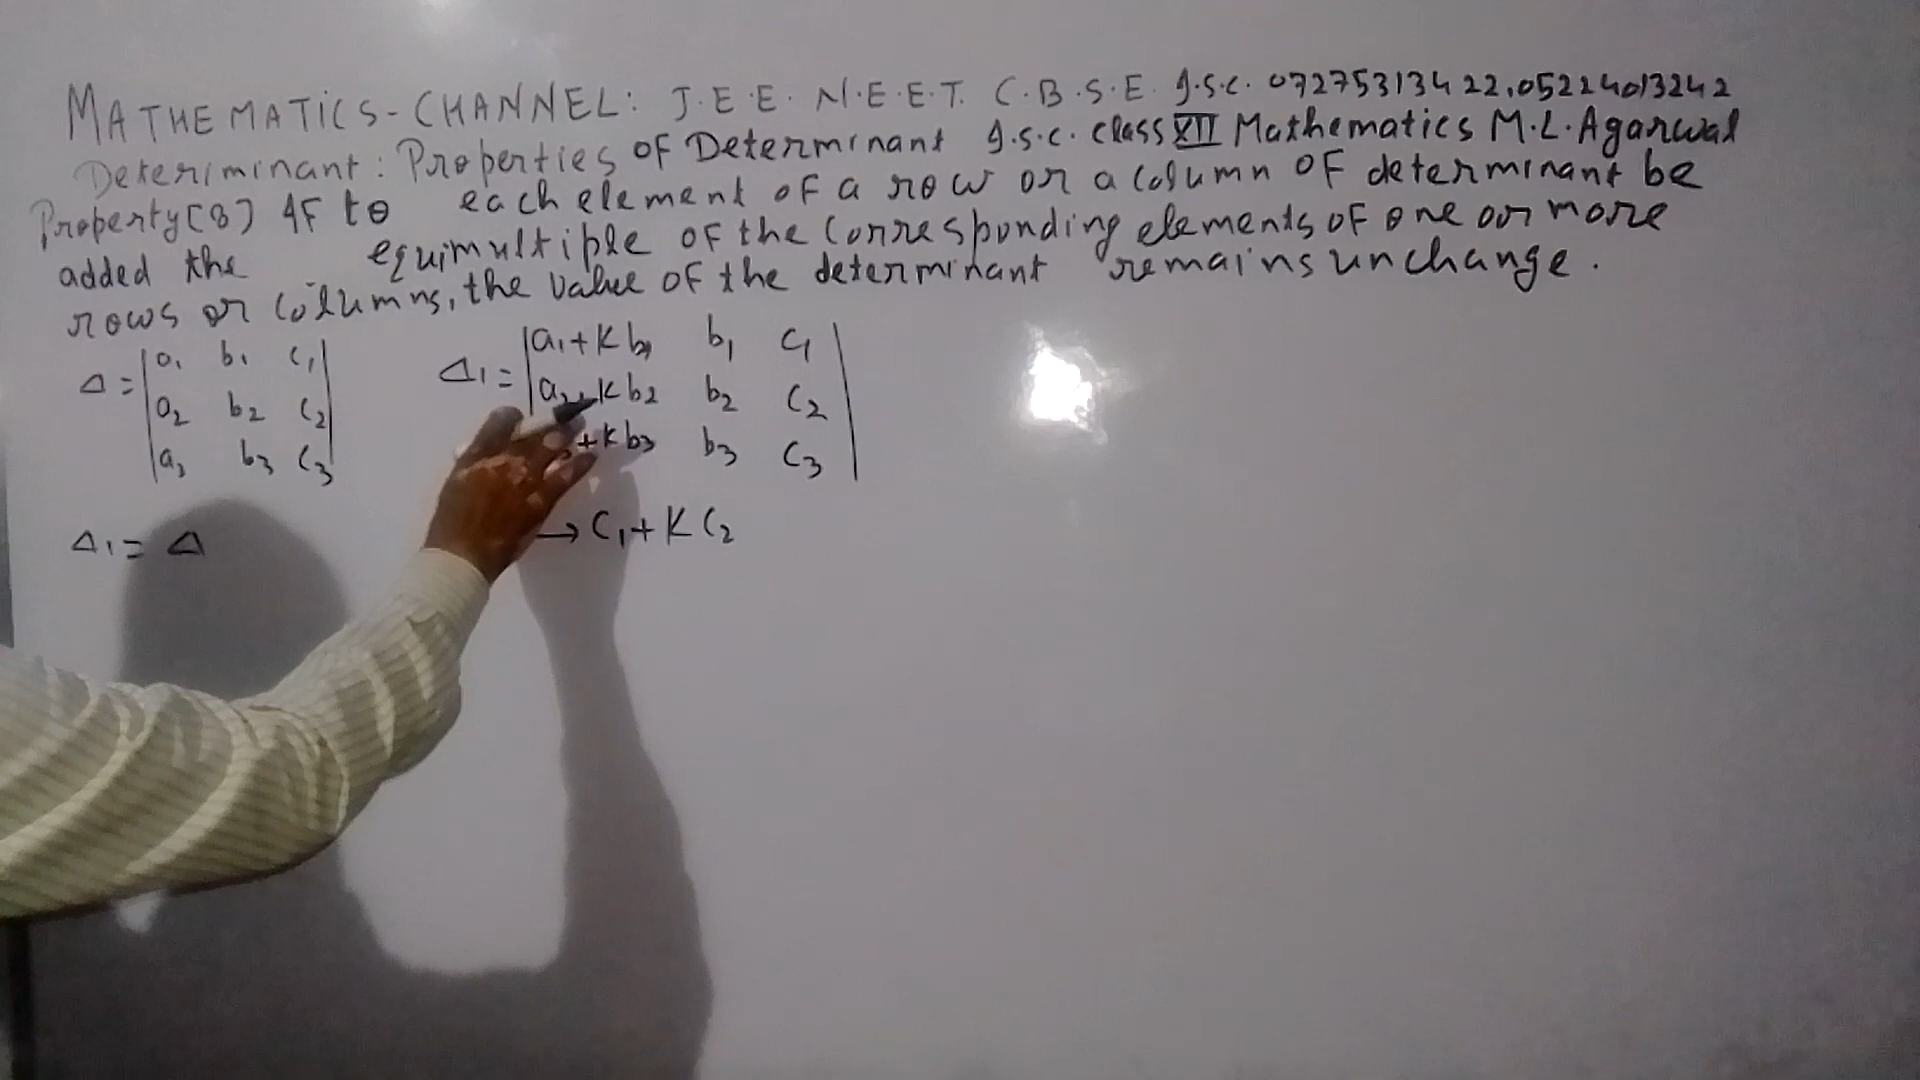 MATHEMATICS-CHANNEL: J.E.E. N.E.E.T. C.B.S.E. I.S.C. 07275313422,05224013242
Deteriminant: Properties of Determinant I.S.C. Class XII Mathematics M.L. Agarwal
Property(8) If to each element of a row or a column of determinant be
added the equimultiple of the corresponding elements of one or more
rows or columns, the value of the determinant remains unchange.
Δ = |a₁ b₁ c₁| Δ₁ = |a₁+Kb₁ b₁ c₁|
|a₂ b₂ c₂| |a₂+Kb₂ b₂ c₂|
|a₃ b₃ c₃| +Kb₃ b₃ c₃|
Δ₁ = Δ → C₁+KC₂